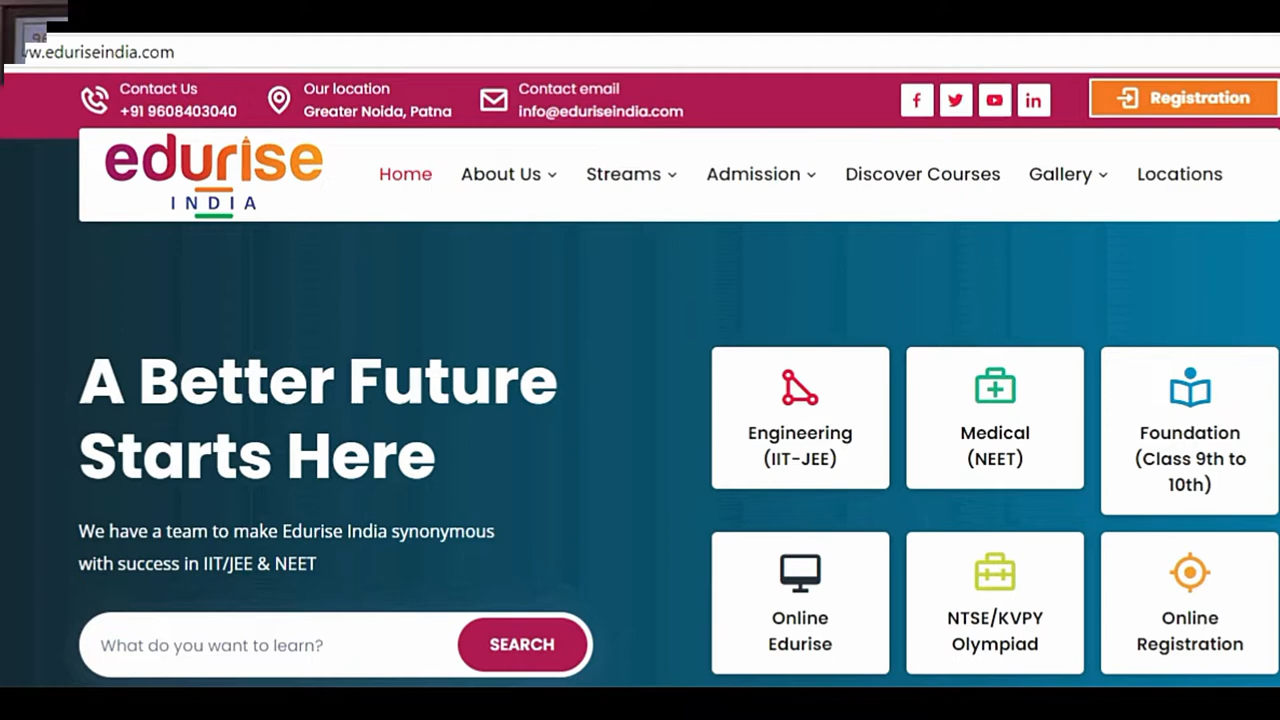 w.eduriseindia.com
Contact Us
+91 9608403040
Our location
Greater Noida, Patna
Contact email
info@eduriseindia.com
Registration
edurise
INDIA
Home
About Us
Streams
Admission
Discover Courses
Gallery
Locations
A Better Future
Starts Here
We have a team to make Edurise India synonymous
with success in IIT/JEE & NEET
What do you want to learn?
SEARCH
Engineering
(IIT-JEE)
Medical
(NEET)
Foundation
(Class 9th to
10th)
Online
Edurise
NTSE/KVPY
Olympiad
Online
Registration